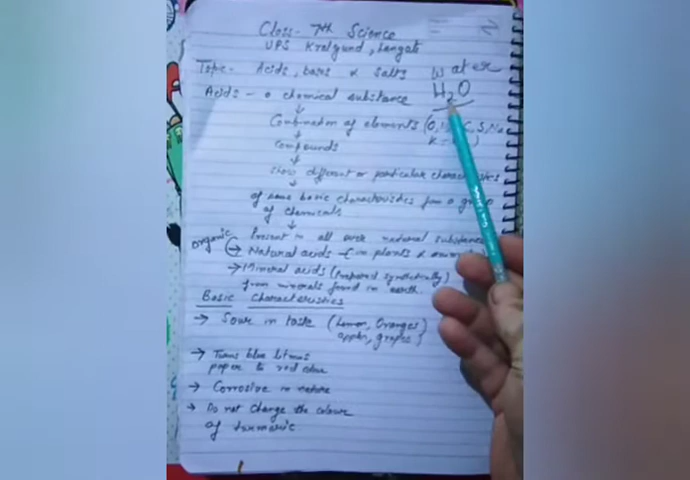 Class- 7th Science
UPS Kralgund, Langate
Topic- Acids, bases & salts
Water
H2O
Acids - a chemical substance
Combination of elements (O, C, S, Na
K
Compounds
Show different or particular characteristics
of same basic characteristics form a group
of chemicals
Organic
Present in all over natural substances
→ Natural acids - in plants &
→ Mineral acids (Prepared synthetically)
from minerals found in earth.
Basic Characteristics
→ Sour in taste (Lemon, Oranges
apples, grapes)
→ Turns blue litmus
paper to red colour
→ Corrosive in nature
→ Do not change the colour
of turmeric